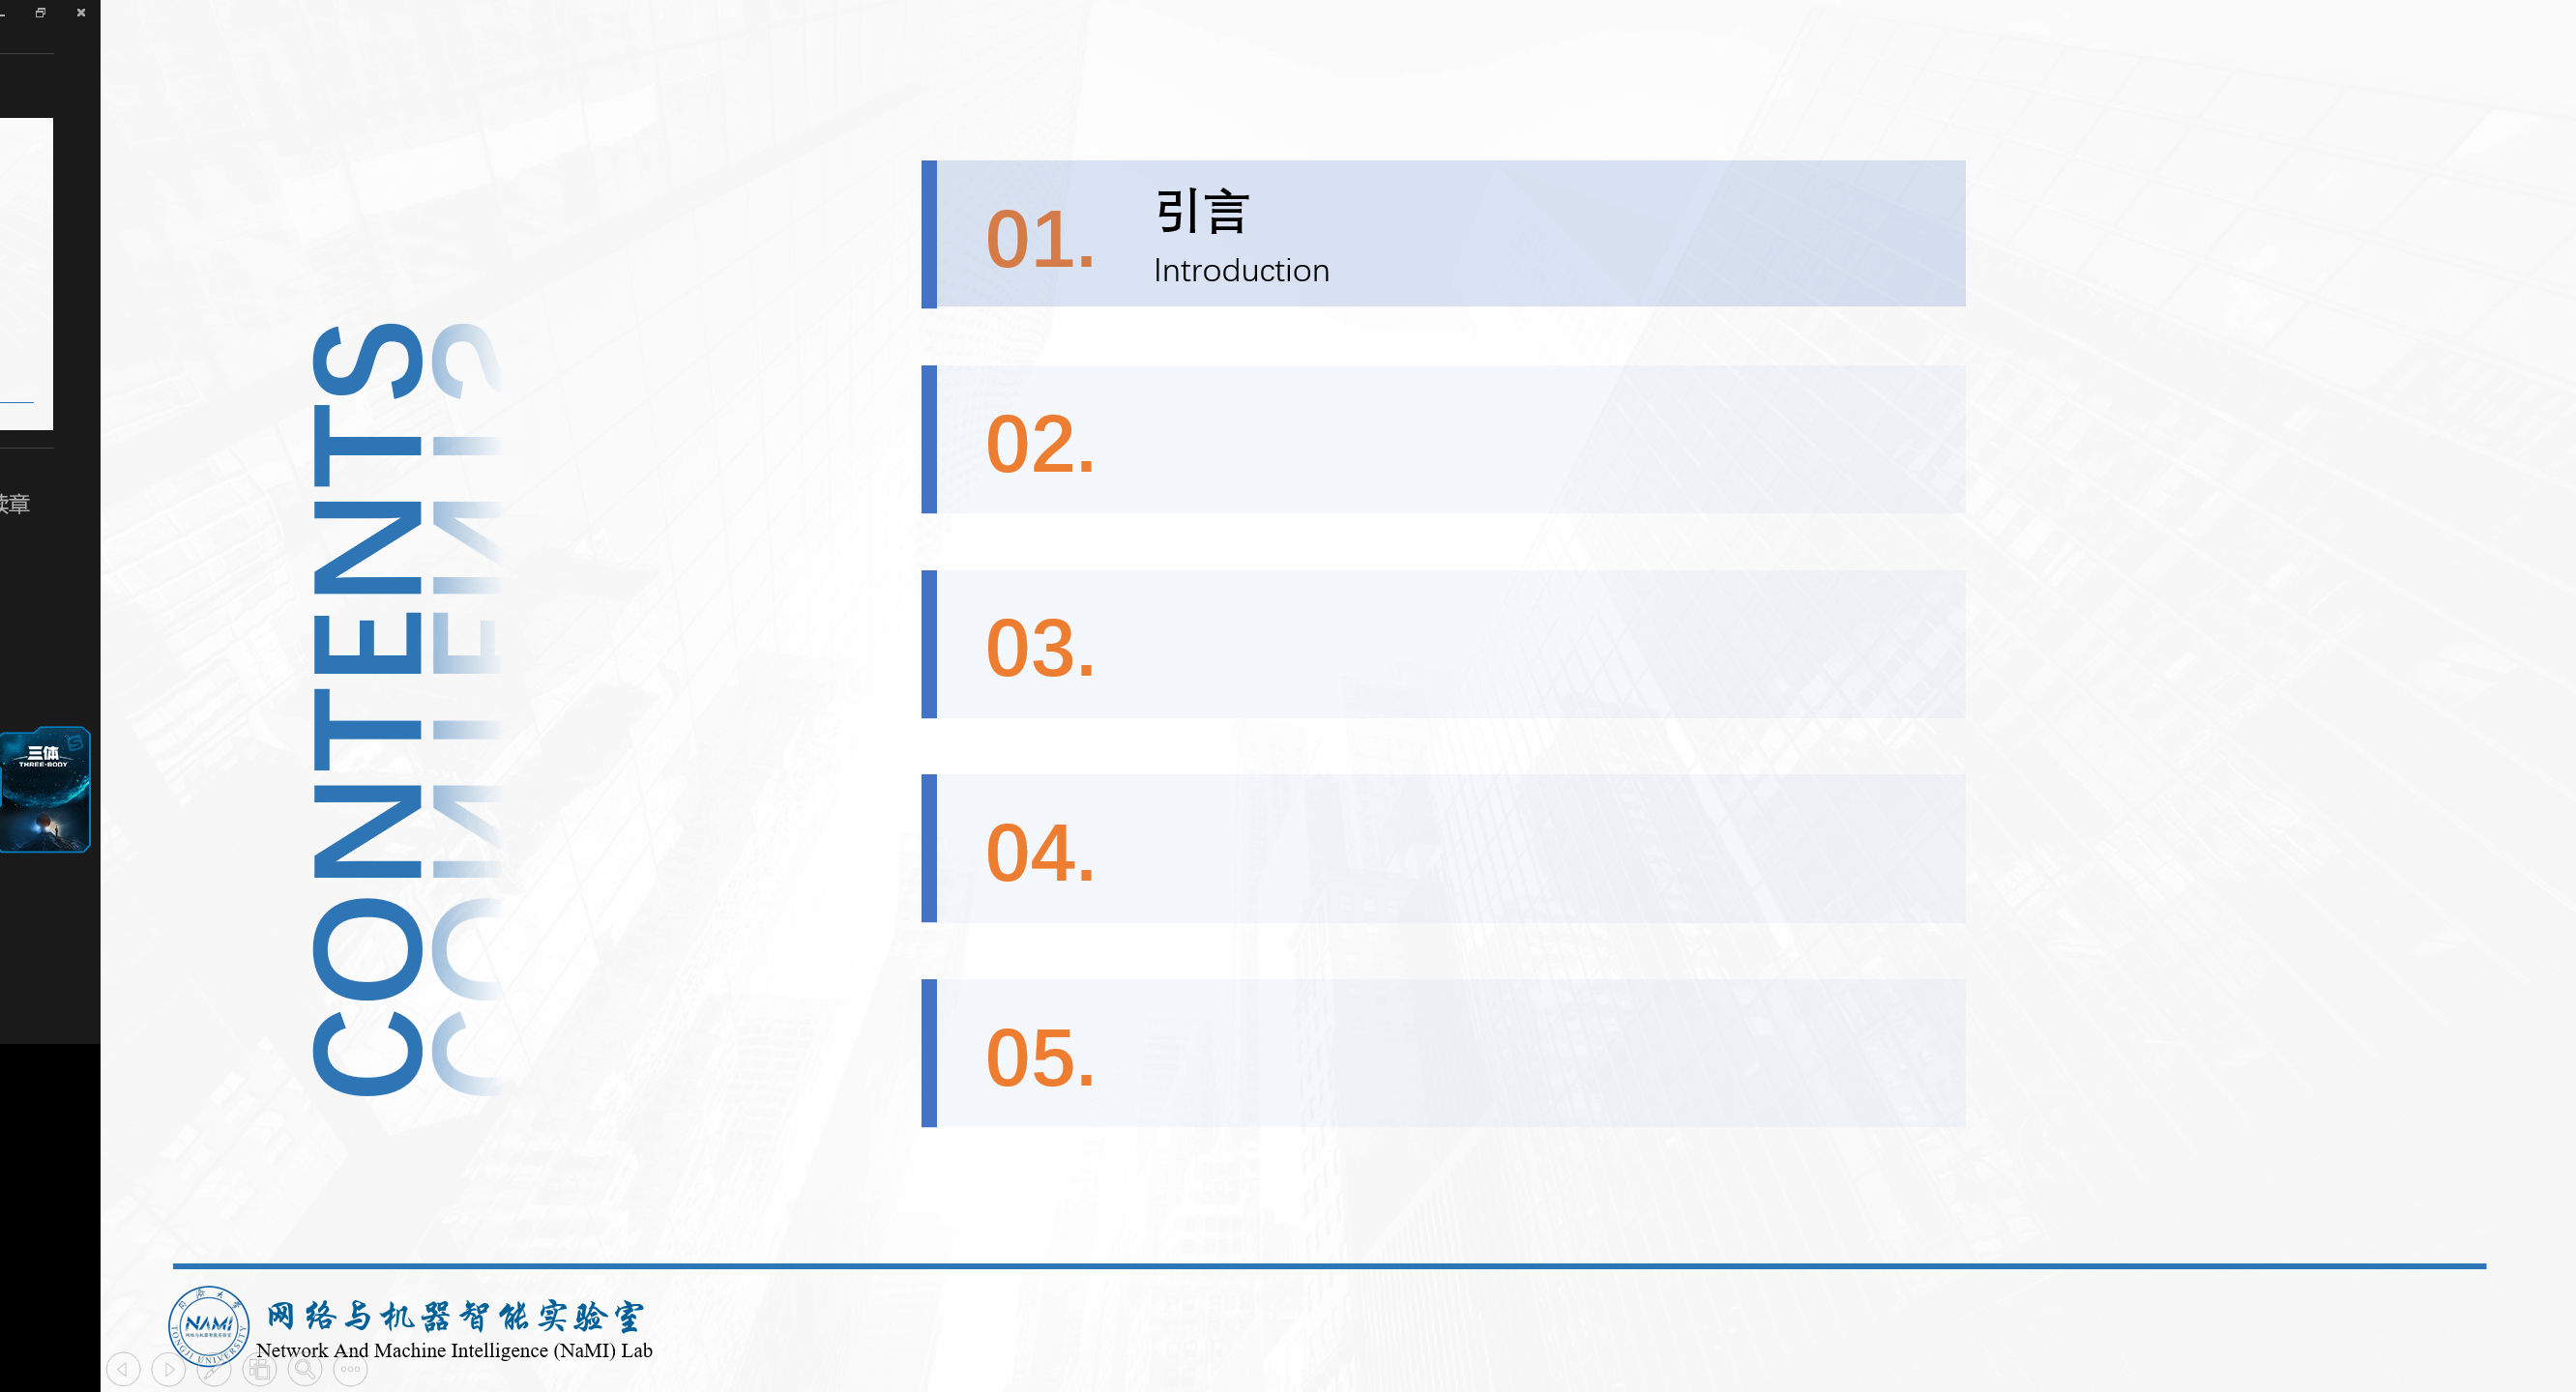 章
三体
THREE-BODY
CONTENTS
01.
引言
Introduction
02.
03.
04.
05.
NAMI
TONGJI UNIVERSITY
网络与机器智能实验室
Network And Machine Intelligence (NaMI) Lab